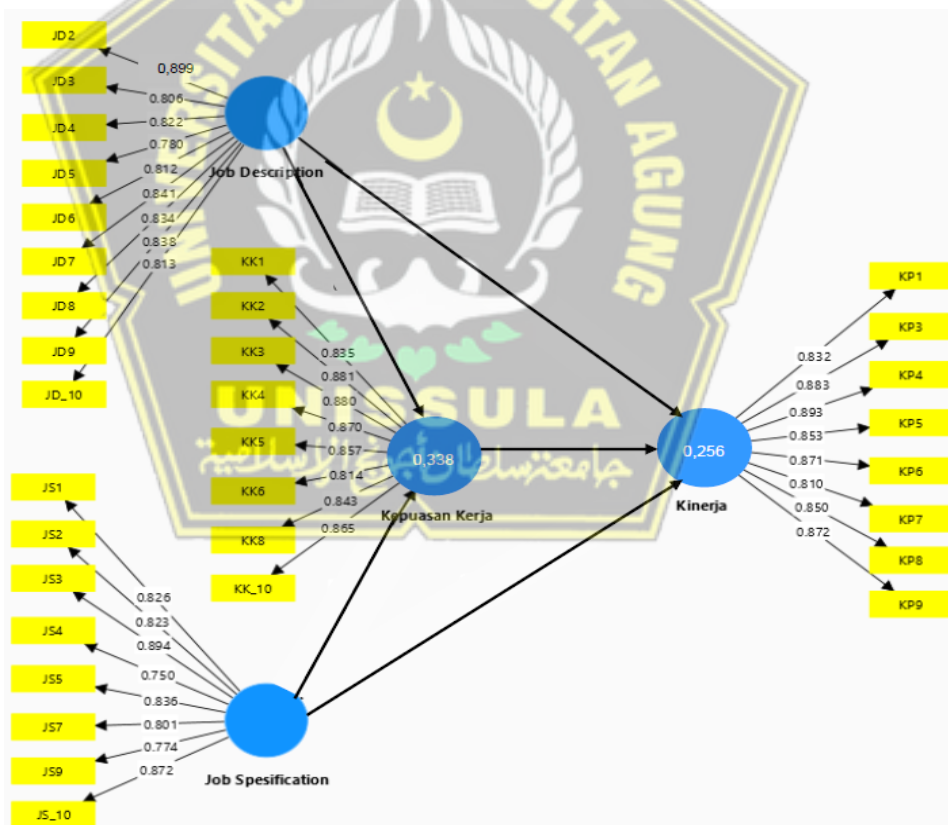 JD2
JD3
JD4
JD5
JD6
JD7
JD8
JD9
JD_10
0,899
0.806
0.822
0.780
0.812
0.841
0.834
0.838
0.813
Job Description
KK1
KK2
KK3
KK4
KK5
KK6
KK8
KK_10
0.835
0.881
0.880
0.870
0.857
0.814
0.843
0.865
0,338
Kepuasan Kerja
JS1
JS2
JS3
JS4
JS5
JS7
JS9
JS_10
0.826
0.823
0.894
0.750
0.836
0.801
0.774
0.872
Job Spesification
0,256
Kinerja
0.832
0.883
0.893
0.853
0.871
0.810
0.850
0.872
KP1
KP3
KP4
KP5
KP6
KP7
KP8
KP9
UNIVERSITAS ISLAM SULTAN AGUNG
UNISSULA
جامعة سلطان أجونج الإسلامية